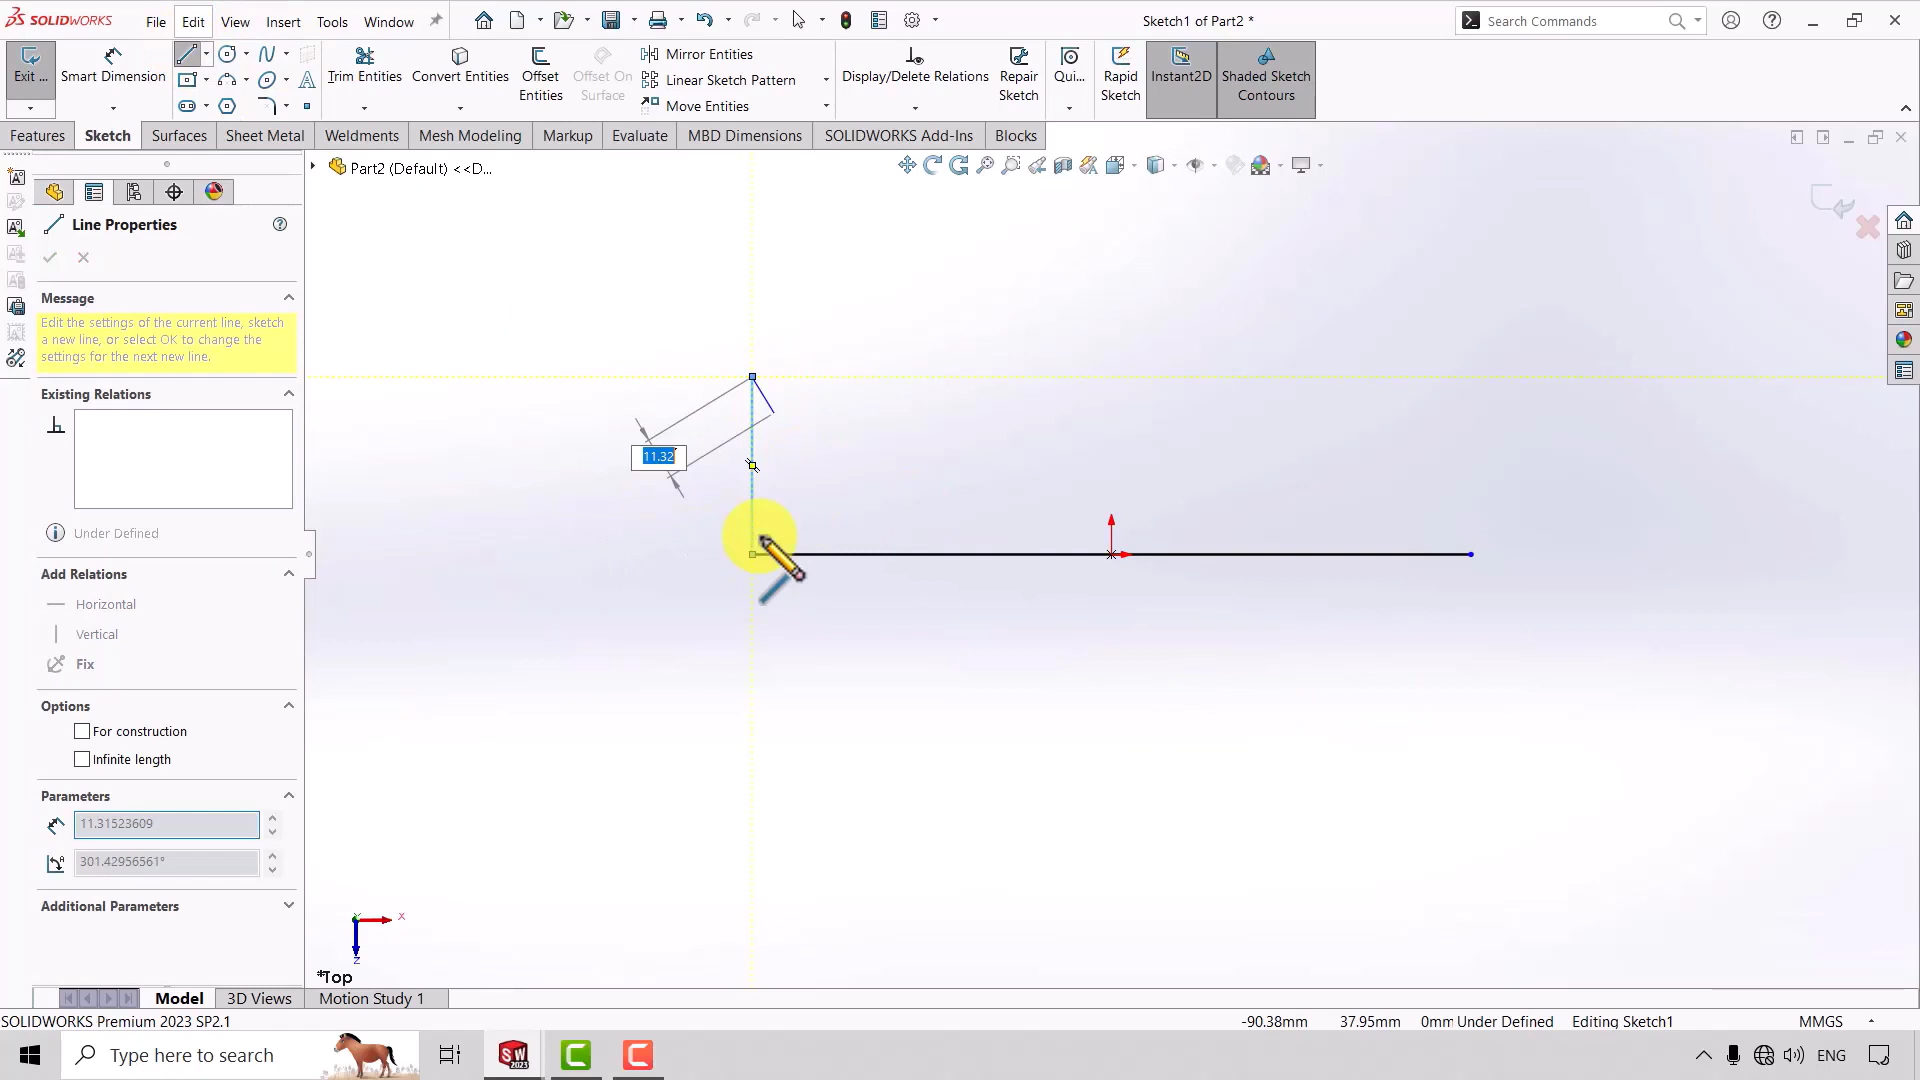 SOLIDWORKS File Edit View Insert Tools Window Sketch1 of Part2 * Search Commands
Exit ... Smart Dimension Trim Entities Convert Entities Offset Entities Offset On Surface Mirror Entities Display/Delete Relations Repair Sketch Qui... Rapid Sketch Instant2D Shaded Sketch Contours
Linear Sketch Pattern
Move Entities
Features Sketch Surfaces Sheet Metal Weldments Mesh Modeling Markup Evaluate MBD Dimensions SOLIDWORKS Add-Ins Blocks
Part2 (Default) <<D...
Line Properties
Message
Edit the settings of the current line, sketch
a new line, or select OK to change the
settings for the next new line.
Existing Relations
11.32
Under Defined
Add Relations
Horizontal
Vertical
Fix
Options
For construction
Infinite length
Parameters
11.31523609
301.42956561°
Additional Parameters
X
Y
Z
*Top
Model 3D Views Motion Study 1
SOLIDWORKS Premium 2023 SP2.1 -90.38mm 37.95mm 0mm Under Defined Editing Sketch1 MMGS
Type here to search SW 2023 ENG